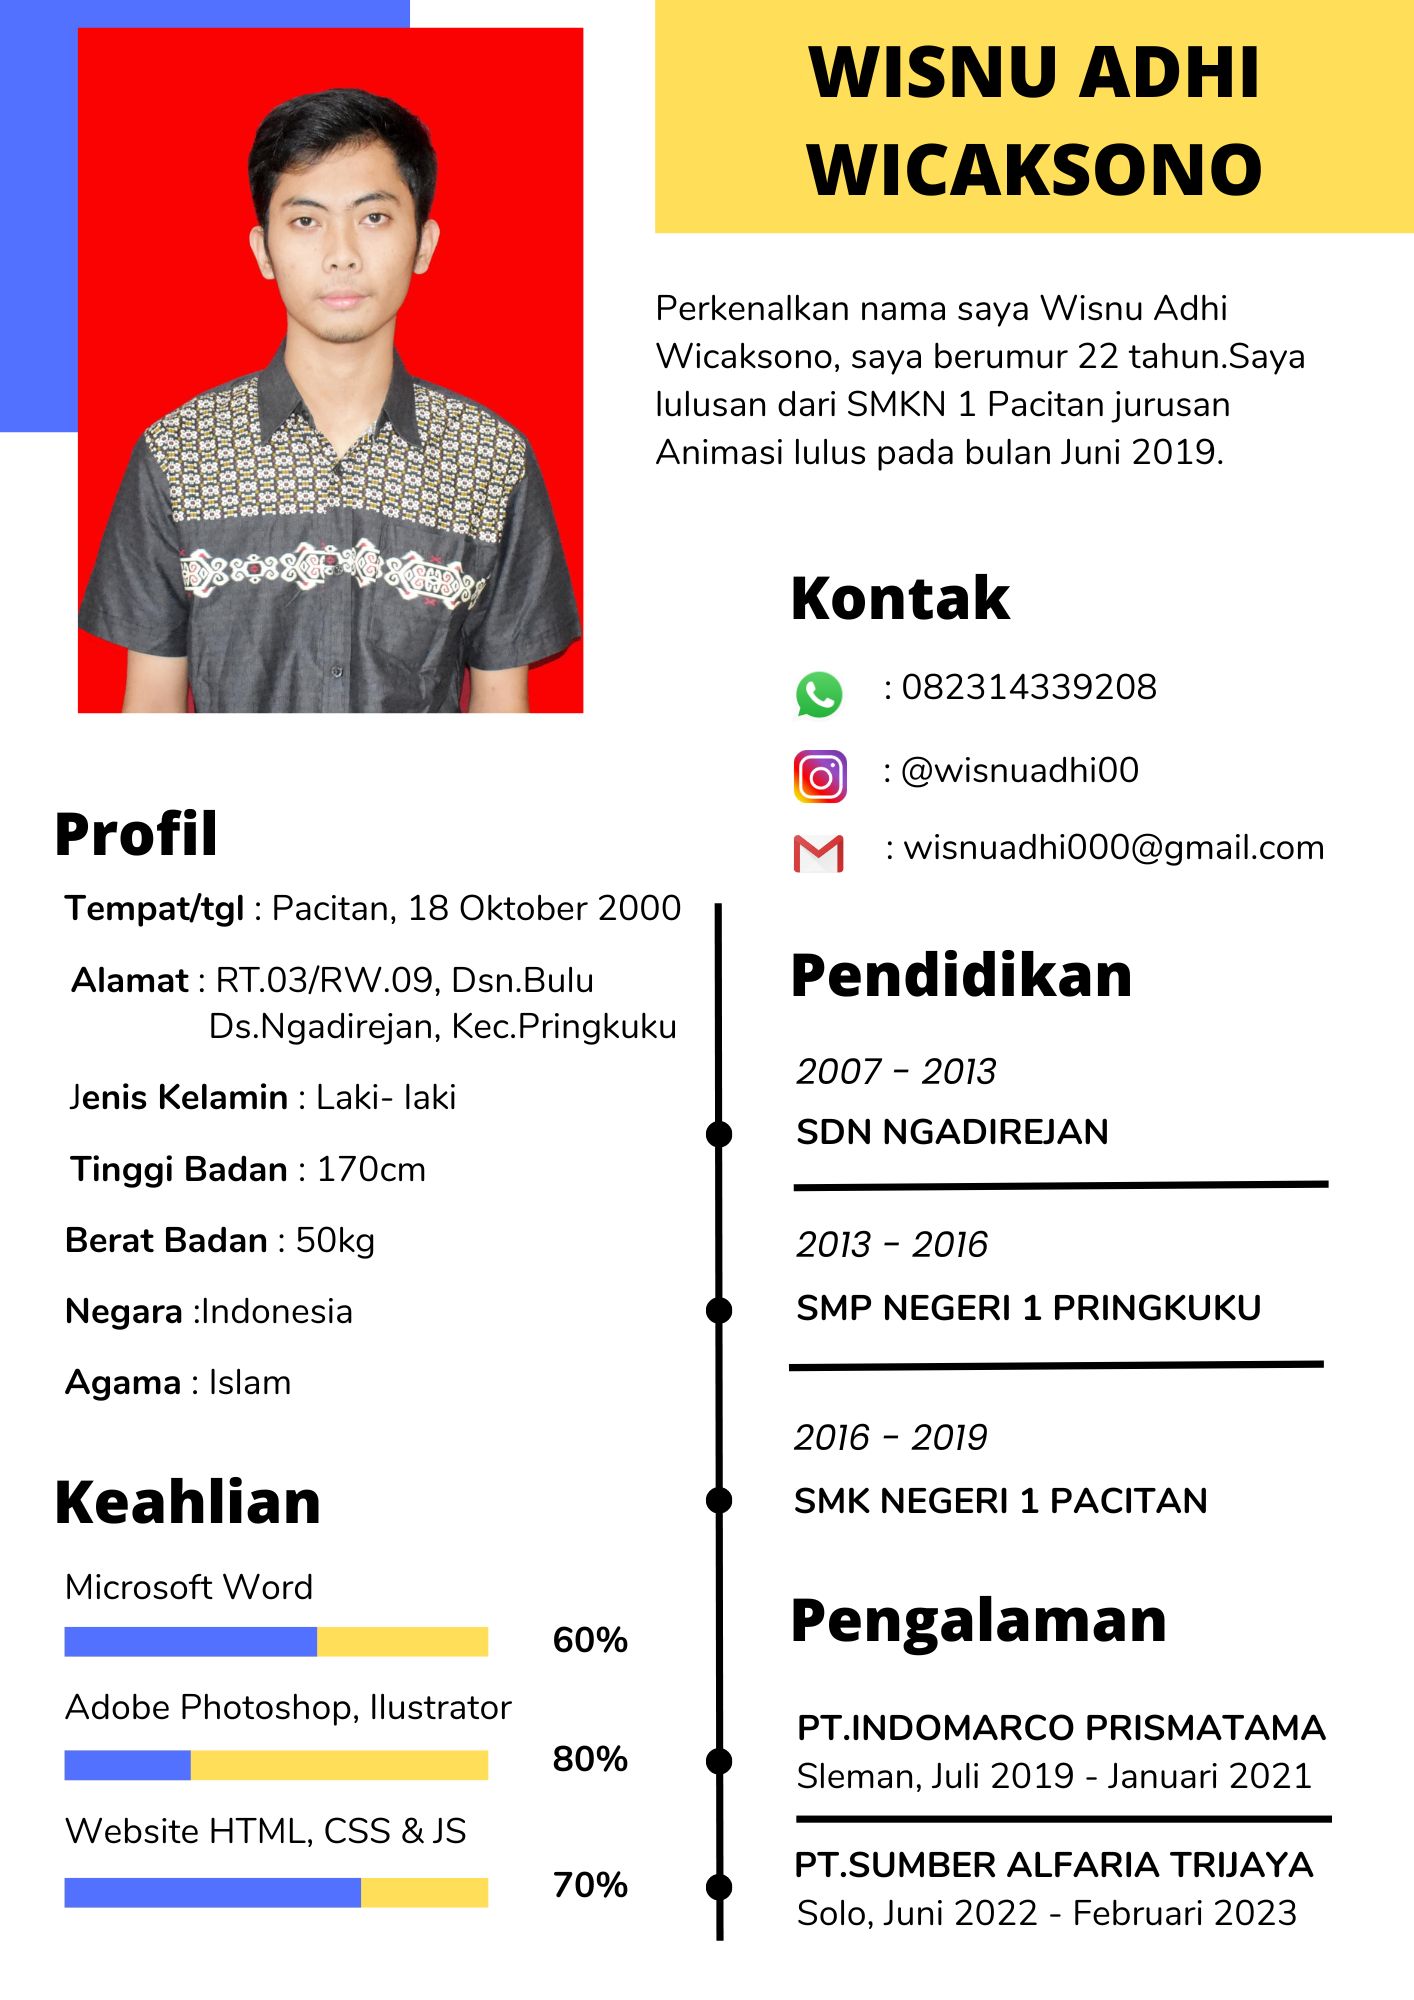 WISNU ADHI
WICAKSONO
Perkenalkan nama saya Wisnu Adhi
Wicaksono, saya berumur 22 tahun.Saya
lulusan dari SMKN 1 Pacitan jurusan
Animasi lulus pada bulan Juni 2019.
Kontak
: 082314339208
: @wisnuadhi00
: wisnuadhi000@gmail.com
Profil
Tempat/tgl : Pacitan, 18 Oktober 2000
Alamat : RT.03/RW.09, Dsn.Bulu
Ds.Ngadirejan, Kec.Pringkuku
Jenis Kelamin : Laki- laki
Tinggi Badan : 170cm
Berat Badan : 50kg
Negara :Indonesia
Agama : Islam
Keahlian
Microsoft Word
60%
Adobe Photoshop, Ilustrator
80%
Website HTML, CSS & JS
70%
Pendidikan
2007 - 2013
SDN NGADIREJAN
2013 - 2016
SMP NEGERI 1 PRINGKUKU
2016 - 2019
SMK NEGERI 1 PACITAN
Pengalaman
PT.INDOMARCO PRISMATAMA
Sleman, Juli 2019 - Januari 2021
PT.SUMBER ALFARIA TRIJAYA
Solo, Juni 2022 - Februari 2023